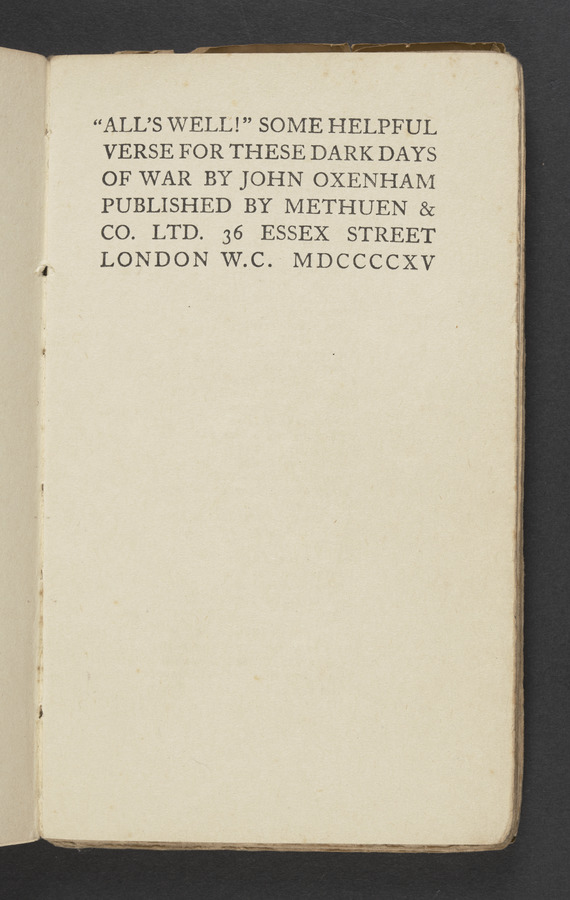 “ALL’S WELL!” SOME HELPFUL
VERSE FOR THESE DARK DAYS
OF WAR BY JOHN OXENHAM
PUBLISHED BY METHUEN &
CO. LTD. 36 ESSEX STREET
LONDON W.C. MDCCCCXV